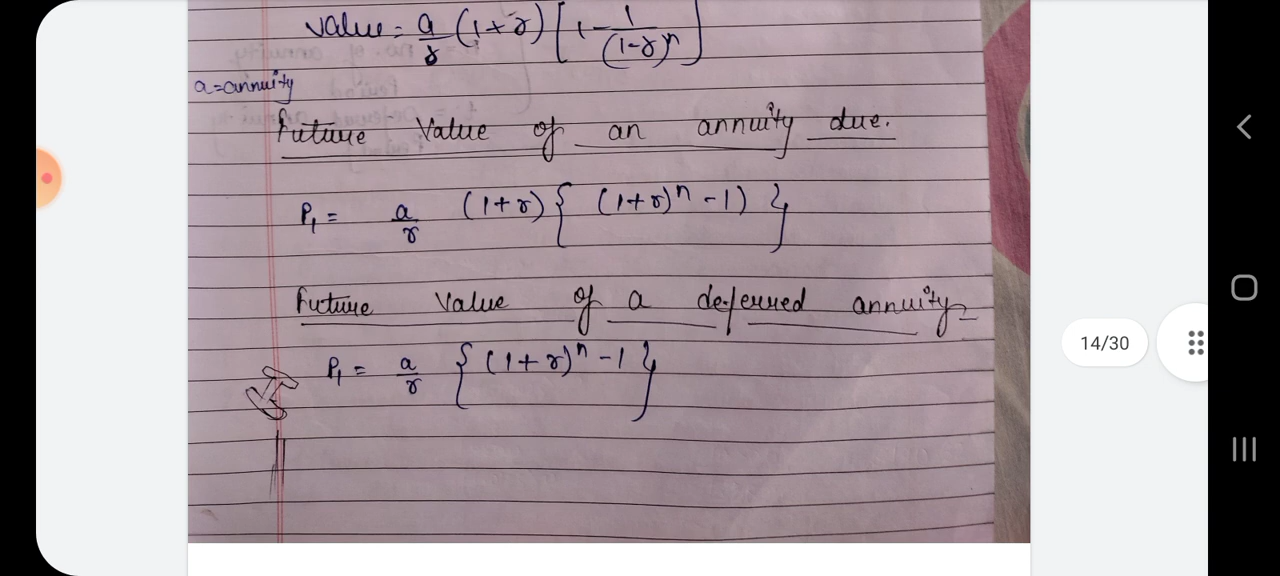 Value = a/r (1+r) [1 - 1/(1-r)^n]
a=annuity
Future Value of an annuity due.
P1 = a/r (1+r) { (1+r)^n - 1) }
Future Value of a deferred annuity
P1 = a/r { (1+r)^n - 1 }
14/30